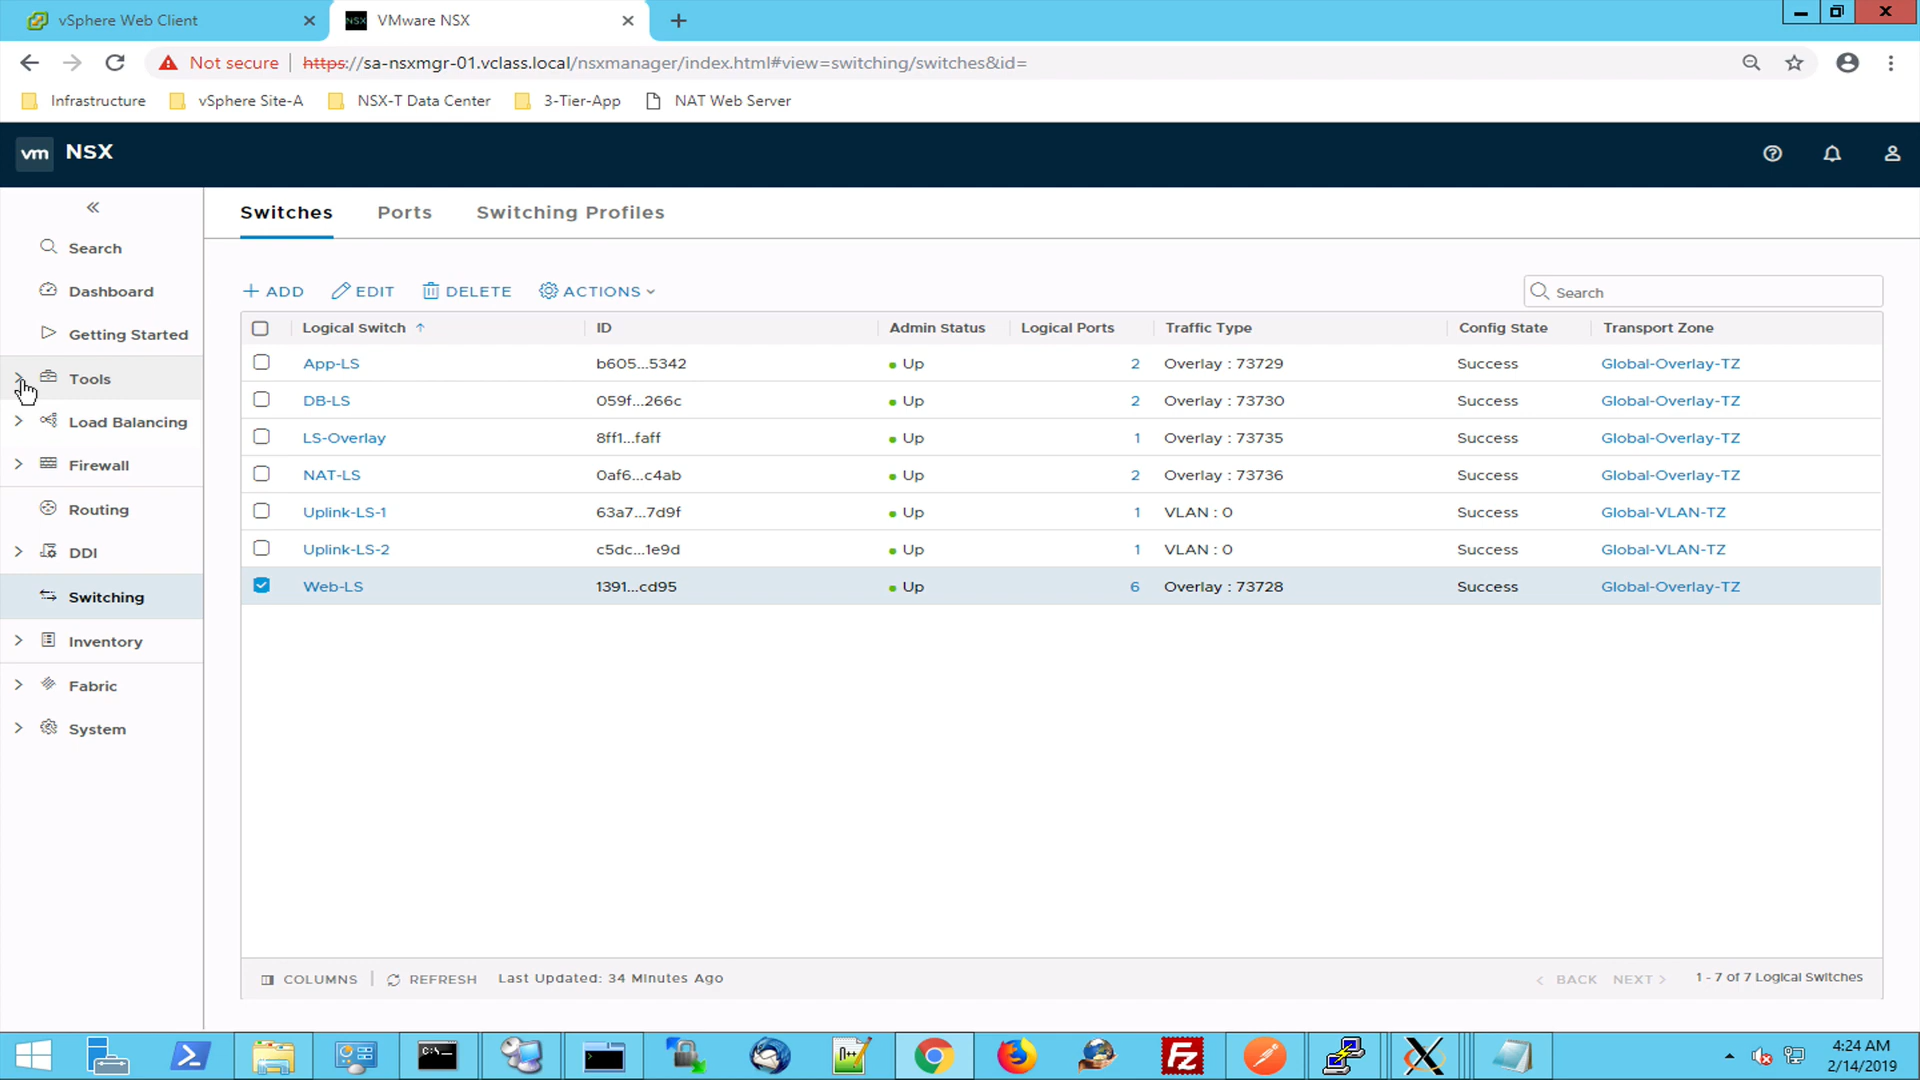 vSphere Web Client
VMware NSX
Not secure | https://sa-nsxmgr-01.vclass.local/nsxmanager/index.html#view=switching/switches&id=
Infrastructure vSphere Site-A NSX-T Data Center 3-Tier-App NAT Web Server
vm NSX
Switches Ports Switching Profiles
Search
Dashboard
Getting Started
Tools
Load Balancing
Firewall
Routing
DDI
Switching
Inventory
Fabric
System
+ ADD EDIT DELETE ACTIONS
Search
Logical Switch ID Admin Status Logical Ports Traffic Type Config State Transport Zone
App-LS b605...5342 Up 2 Overlay : 73729 Success Global-Overlay-TZ
DB-LS 059f...266c Up 2 Overlay : 73730 Success Global-Overlay-TZ
LS-Overlay 8ff1...faff Up 1 Overlay : 73735 Success Global-Overlay-TZ
NAT-LS 0af6...c4ab Up 2 Overlay : 73736 Success Global-Overlay-TZ
Uplink-LS-1 63a7...7d9f Up 1 VLAN : 0 Success Global-VLAN-TZ
Uplink-LS-2 c5dc...1e9d Up 1 VLAN : 0 Success Global-VLAN-TZ
Web-LS 1391...cd95 Up 6 Overlay : 73728 Success Global-Overlay-TZ
COLUMNS | REFRESH Last Updated: 34 Minutes Ago
< BACK NEXT > 1 - 7 of 7 Logical Switches
4:24 AM
2/14/2019